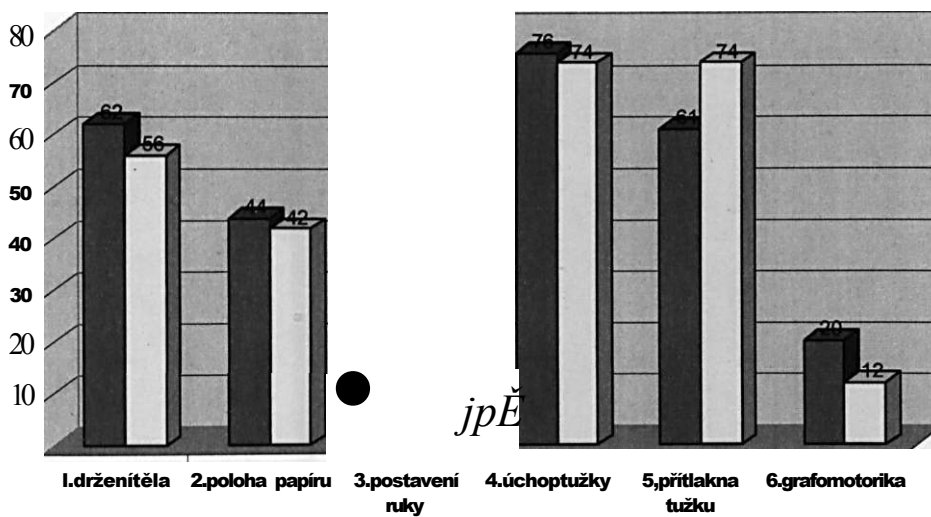 80
70
60
50
40
30
20
10
62
56
44
42
76
74
61
74
20
12
jpĚ
I.drženítěla
2.poloha papíru
3.postavení
ruky
4.úchoptužky
5,přítlakna
tužku
6.grafomotorika